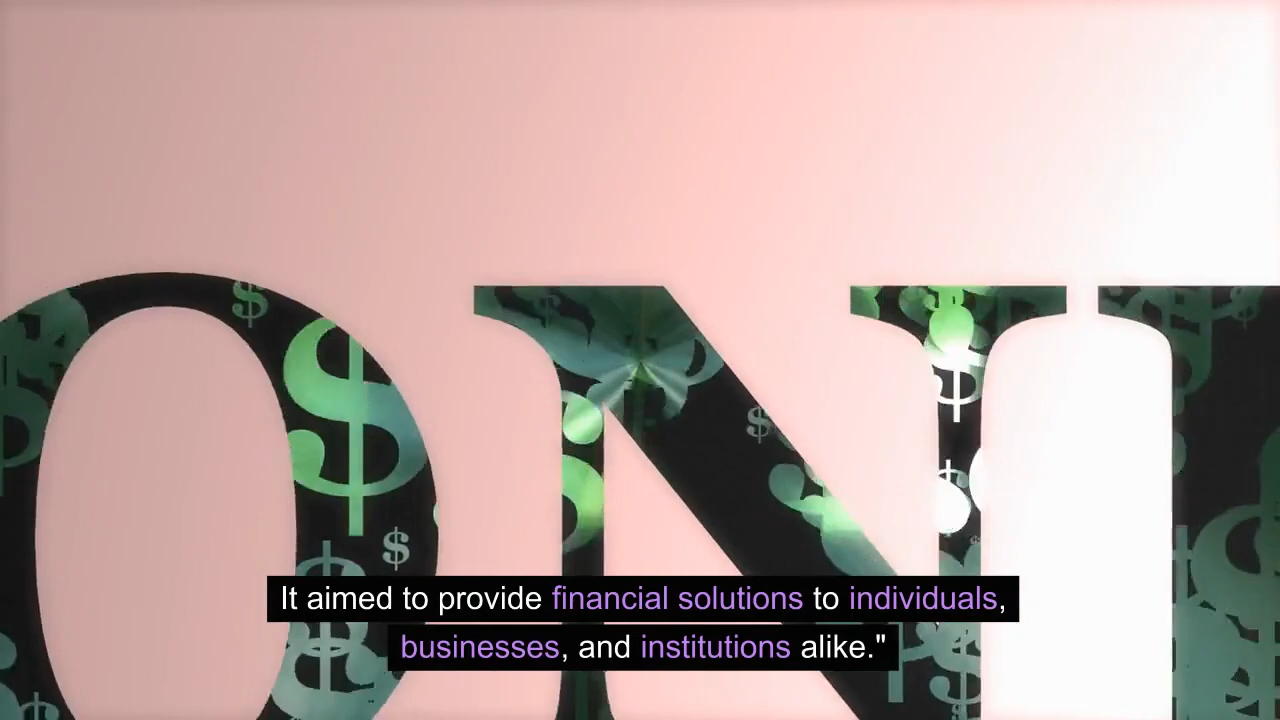 ON
It aimed to provide financial solutions to individuals,
businesses, and institutions alike."